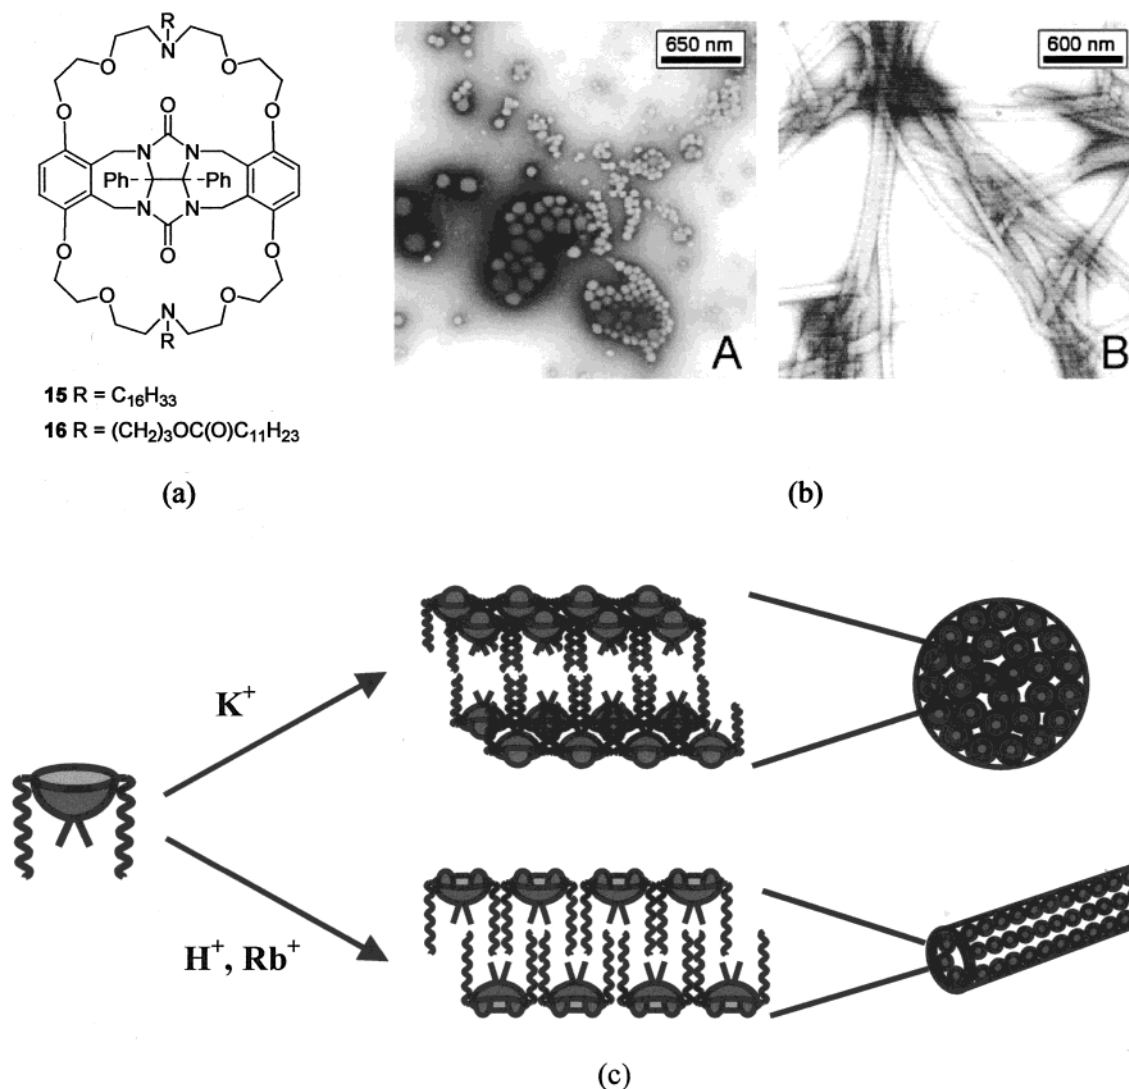 R
N
O
O
O
O
O
N
N
Ph
Ph
N
N
O
O
O
O
O
N
R
15 R = C₁₆H₃₃
16 R = (CH₂)₃OC(O)C₁₁H₂₃
(a)
650 nm
A
600 nm
B
(b)
K⁺
H⁺, Rb⁺
(c)